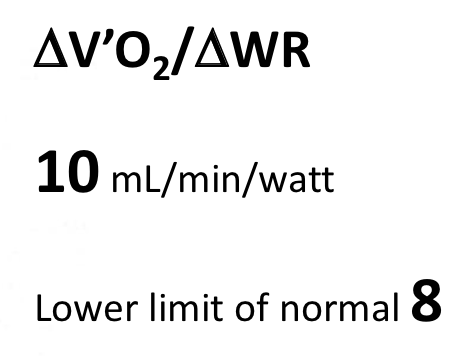 ΔV’O₂/ΔWR
10 mL/min/watt
Lower limit of normal 8